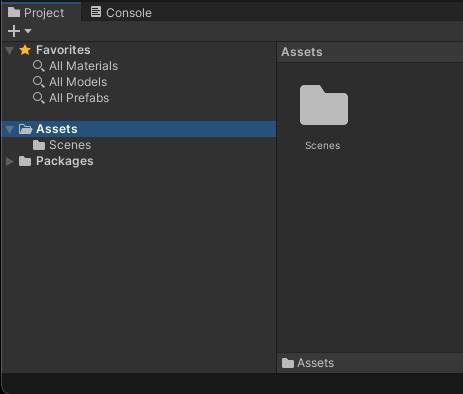 Project
Console
Favorites
All Materials
All Models
All Prefabs
Assets
Scenes
Packages
Assets
Scenes
Assets